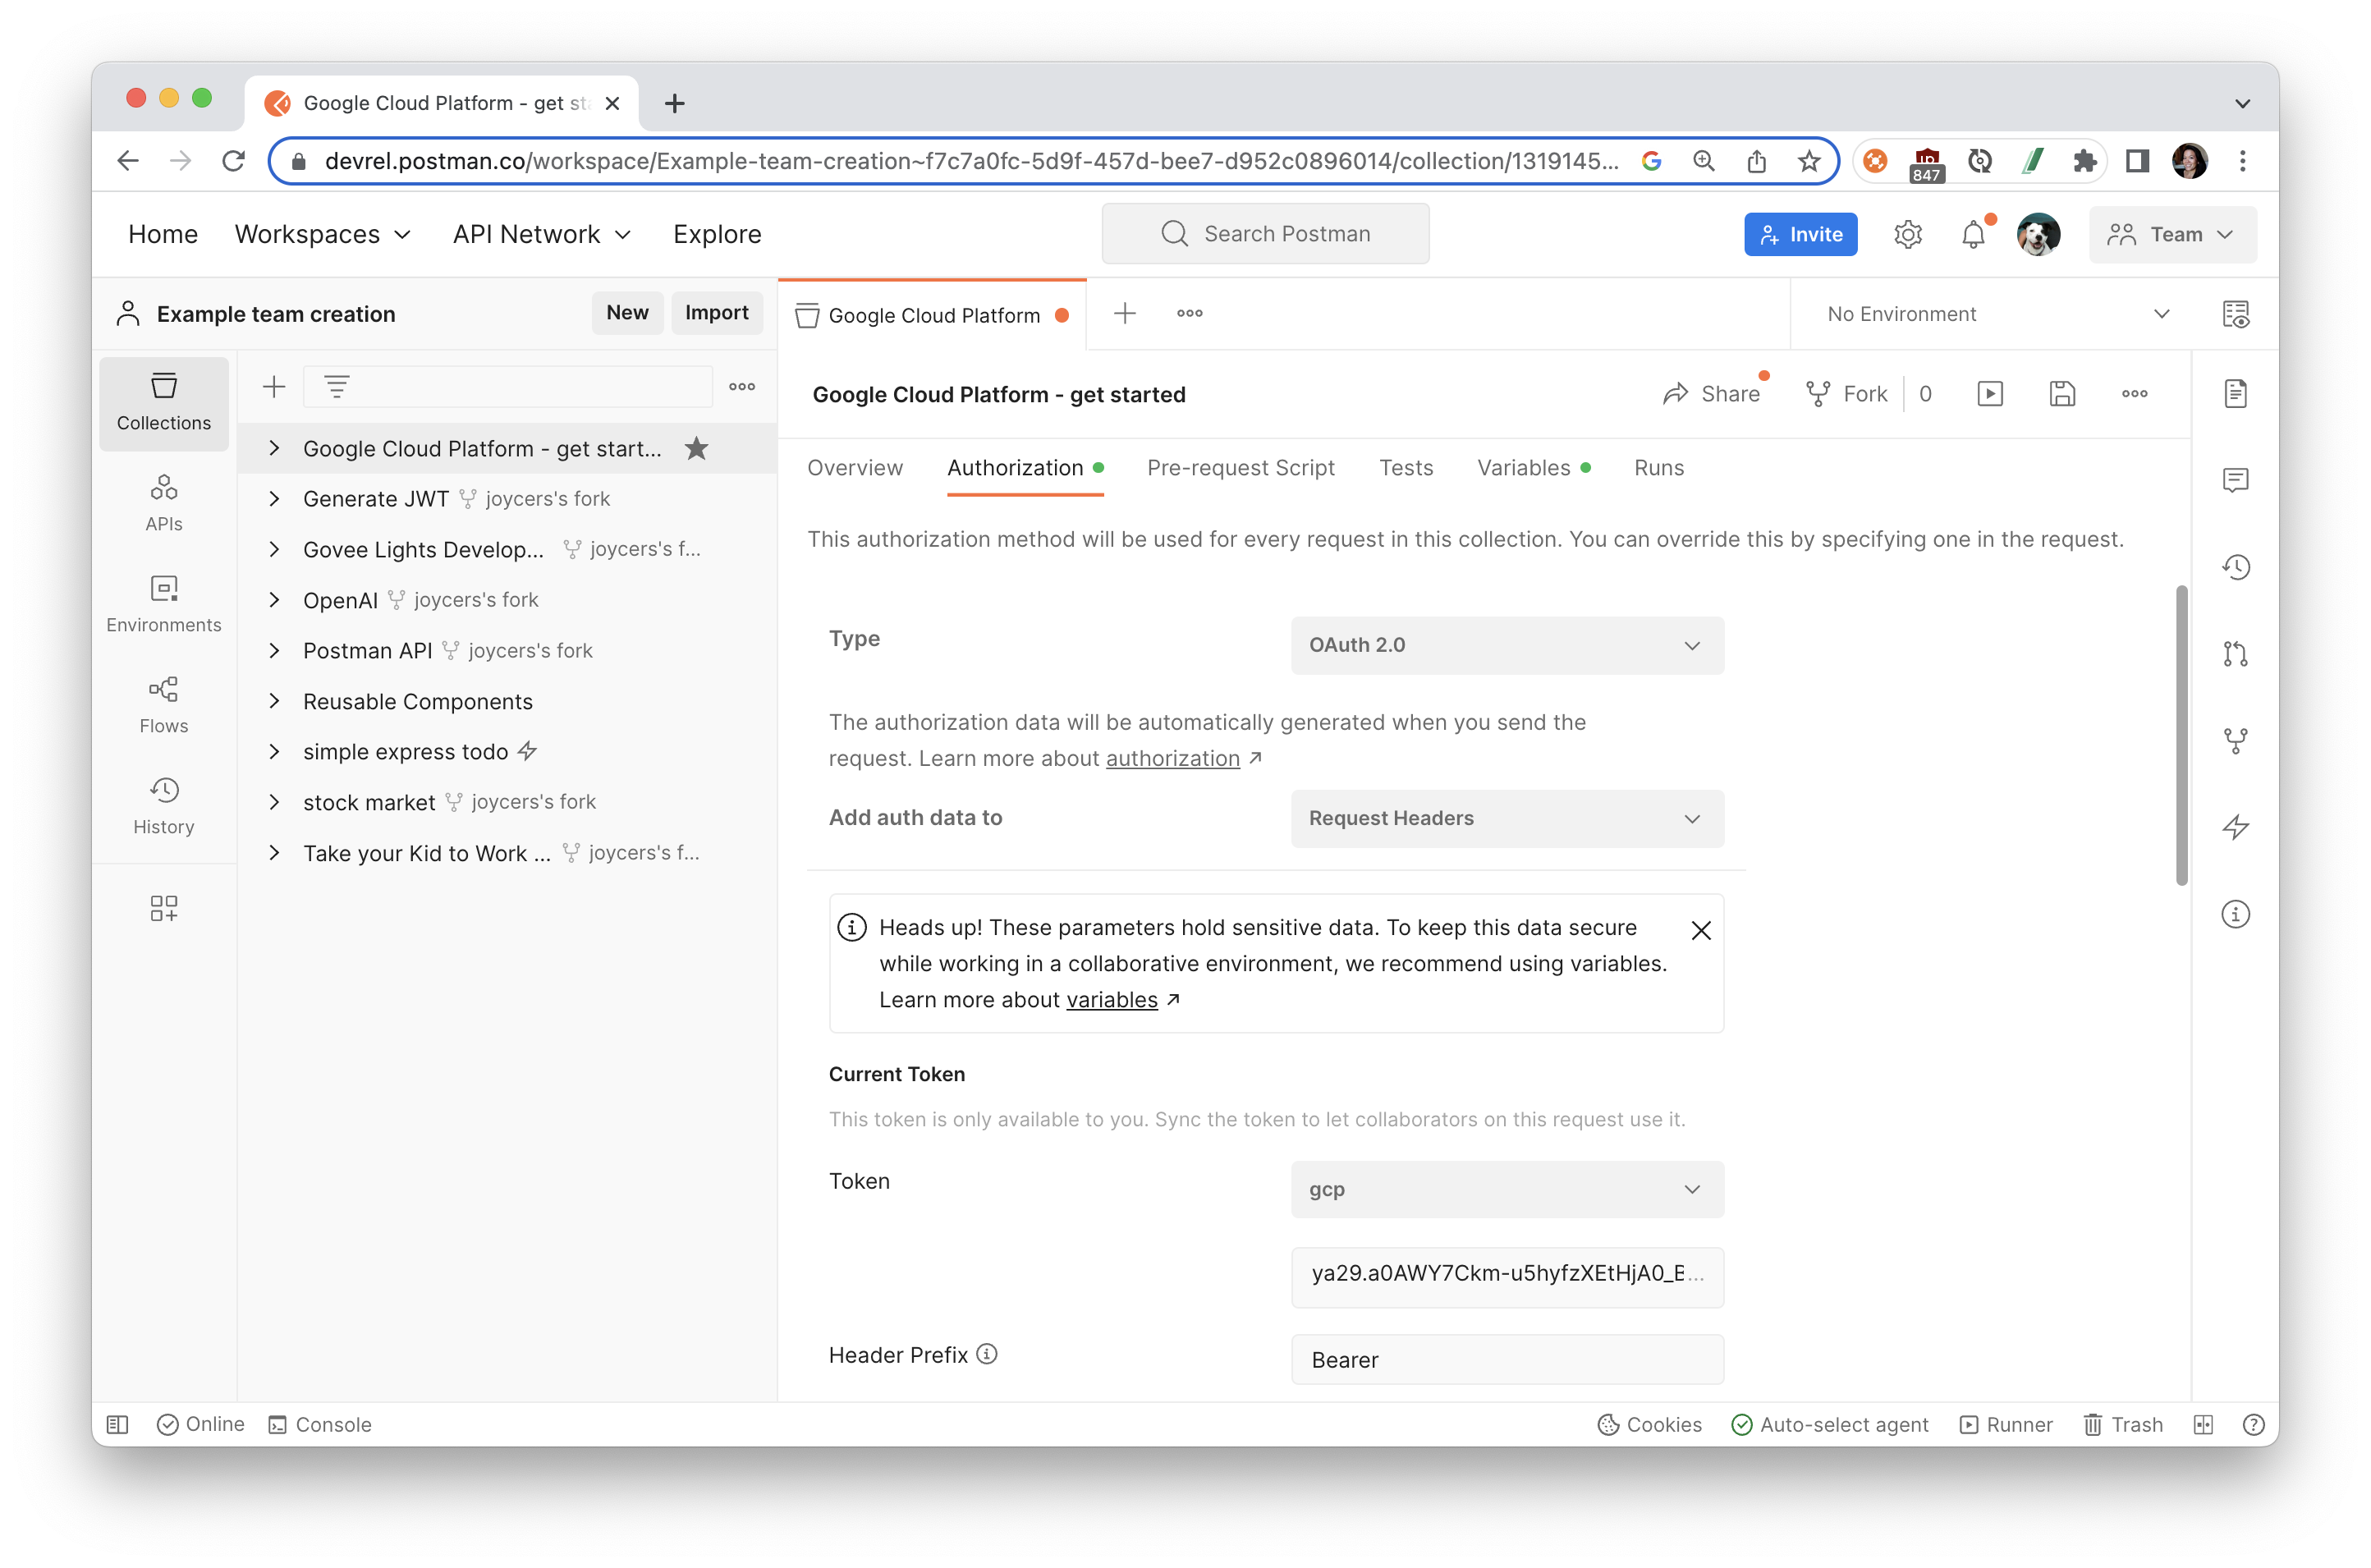 Google Cloud Platform - get sta
devrel.postman.co/workspace/Example-team-creation~f7c7a0fc-5d9f-457d-bee7-d952c0896014/collection/1319145...
847
Home Workspaces API Network Explore
Search Postman
Invite
Team
Example team creation
New Import
Google Cloud Platform
No Environment
Collections
APIs
Environments
Flows
History
Google Cloud Platform - get start...
Generate JWT joycers's fork
Govee Lights Develop... joycers's f...
OpenAI joycers's fork
Postman API joycers's fork
Reusable Components
simple express todo
stock market joycers's fork
Take your Kid to Work ... joycers's f...
Google Cloud Platform - get started
Share Fork 0
Overview Authorization Pre-request Script Tests Variables Runs
This authorization method will be used for every request in this collection. You can override this by specifying one in the request.
Type OAuth 2.0
The authorization data will be automatically generated when you send the
request. Learn more about authorization ↗
Add auth data to Request Headers
Heads up! These parameters hold sensitive data. To keep this data secure
while working in a collaborative environment, we recommend using variables.
Learn more about variables ↗
Current Token
This token is only available to you. Sync the token to let collaborators on this request use it.
Token gcp
ya29.a0AWY7Ckm-u5hyfzXEtHjA0_E...
Header Prefix Bearer
Online Console
Cookies Auto-select agent Runner Trash